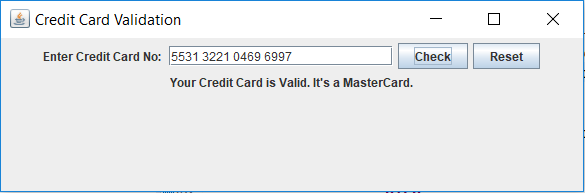 Credit Card Validation
Enter Credit Card No: 5531 3221 0469 6997 Check Reset
Your Credit Card is Valid. It's a MasterCard.